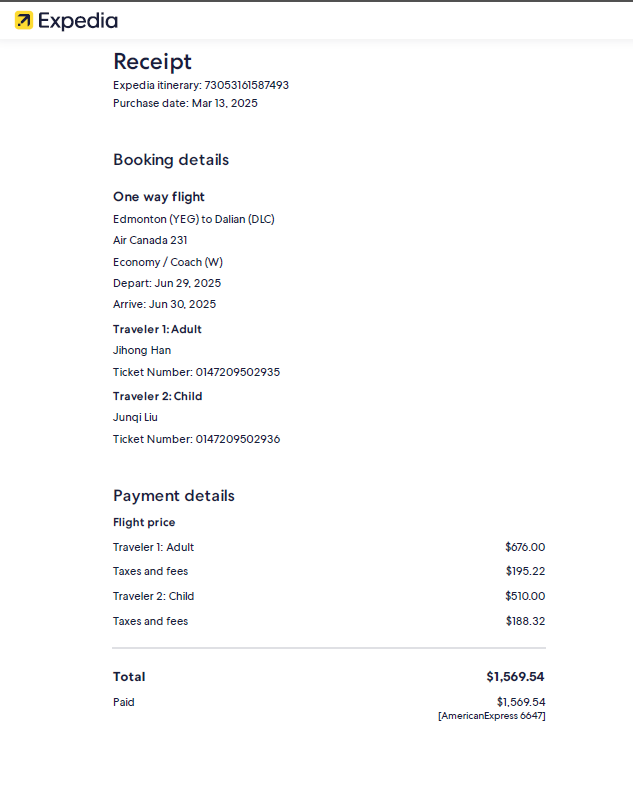 Expedia
Receipt
Expedia itinerary: 73053161587493
Purchase date: Mar 13, 2025
Booking details
One way flight
Edmonton (YEG) to Dalian (DLC)
Air Canada 231
Economy / Coach (W)
Depart: Jun 29, 2025
Arrive: Jun 30, 2025
Traveler 1: Adult
Jihong Han
Ticket Number: 0147209502935
Traveler 2: Child
Junqi Liu
Ticket Number: 0147209502936
Payment details
Flight price
Traveler 1: Adult $676.00
Taxes and fees $195.22
Traveler 2: Child $510.00
Taxes and fees $188.32
Total $1,569.54
Paid $1,569.54
[AmericanExpress 6647]